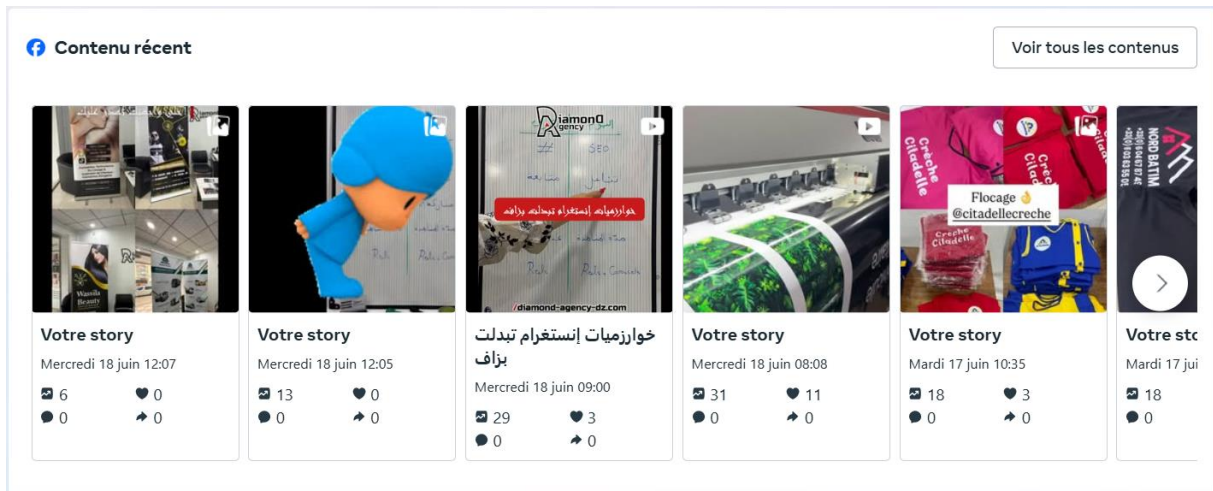 Contenu récent
Voir tous les contenus
Wassila
Beauty
Diamond
Agency
SEO
خوارزميات إنستغرام تبدلت بزاف
Reels
/diamond-agency-dz.com
Crèche
Citadelle
Crèche
Citadelle
Flocage 👌
@citadellecreche
Crèche
Citadelle
NORD BATIM
Votre story
Mercredi 18 juin 12:07
6 0
0 0
Votre story
Mercredi 18 juin 12:05
13 0
0 0
خوارزميات إنستغرام تبدلت
بزاف
Mercredi 18 juin 09:00
29 3
0 0
Votre story
Mercredi 18 juin 08:08
31 11
0 0
Votre story
Mardi 17 juin 10:35
18 3
0 0
Votre sto
Mardi 17 jui
18
0